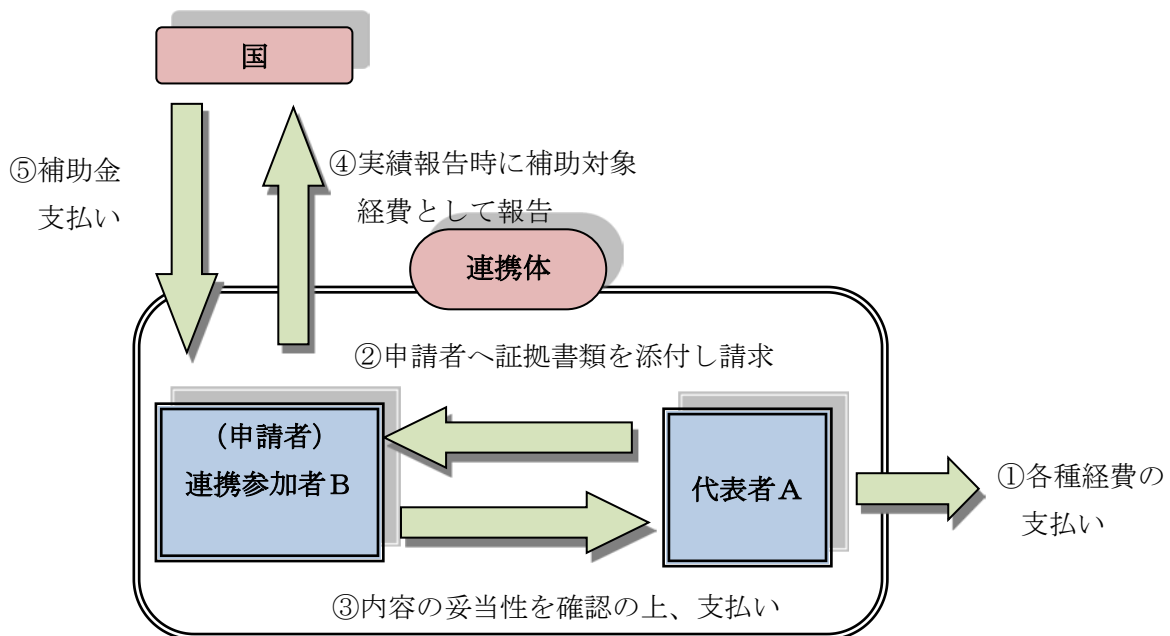 国
⑤補助金
支払い
④実績報告時に補助対象
経費として報告
連携体
②申請者へ証拠書類を添付し請求
（申請者）
連携参加者B
代表者A
①各種経費の
支払い
③内容の妥当性を確認の上、支払い